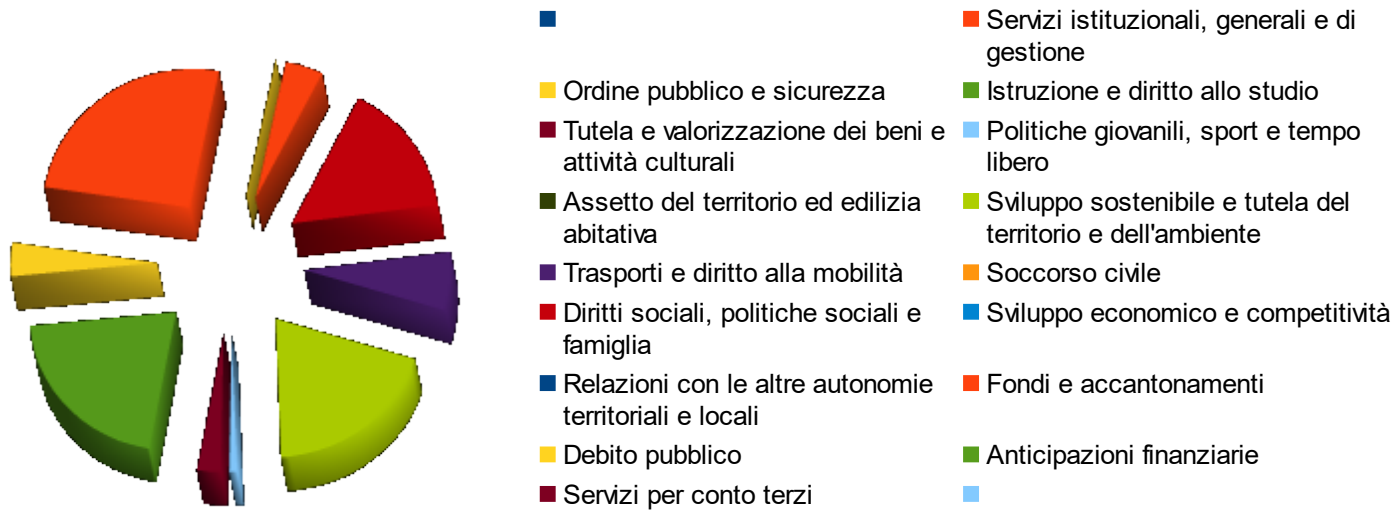 Servizi istituzionali, generali e di
gestione
Ordine pubblico e sicurezza
Istruzione e diritto allo studio
Tutela e valorizzazione dei beni e
attività culturali
Politiche giovanili, sport e tempo
libero
Assetto del territorio ed edilizia
abitativa
Sviluppo sostenibile e tutela del
territorio e dell'ambiente
Trasporti e diritto alla mobilità
Soccorso civile
Diritti sociali, politiche sociali e
famiglia
Sviluppo economico e competitività
Relazioni con le altre autonomie
territoriali e locali
Fondi e accantonamenti
Debito pubblico
Anticipazioni finanziarie
Servizi per conto terzi